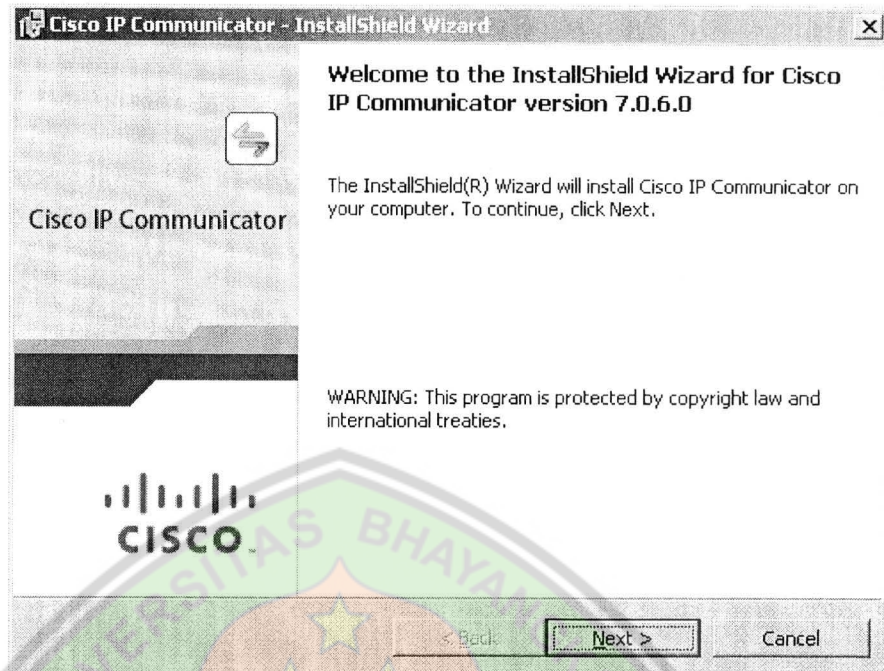 Cisco IP Communicator - InstallShield Wizard
Welcome to the InstallShield Wizard for Cisco
IP Communicator version 7.0.6.0
The InstallShield(R) Wizard will install Cisco IP Communicator on
your computer. To continue, click Next.
Cisco IP Communicator
WARNING: This program is protected by copyright law and
international treaties.
CISCO
ERSITAS BHAYAN
< Back
Next >
Cancel